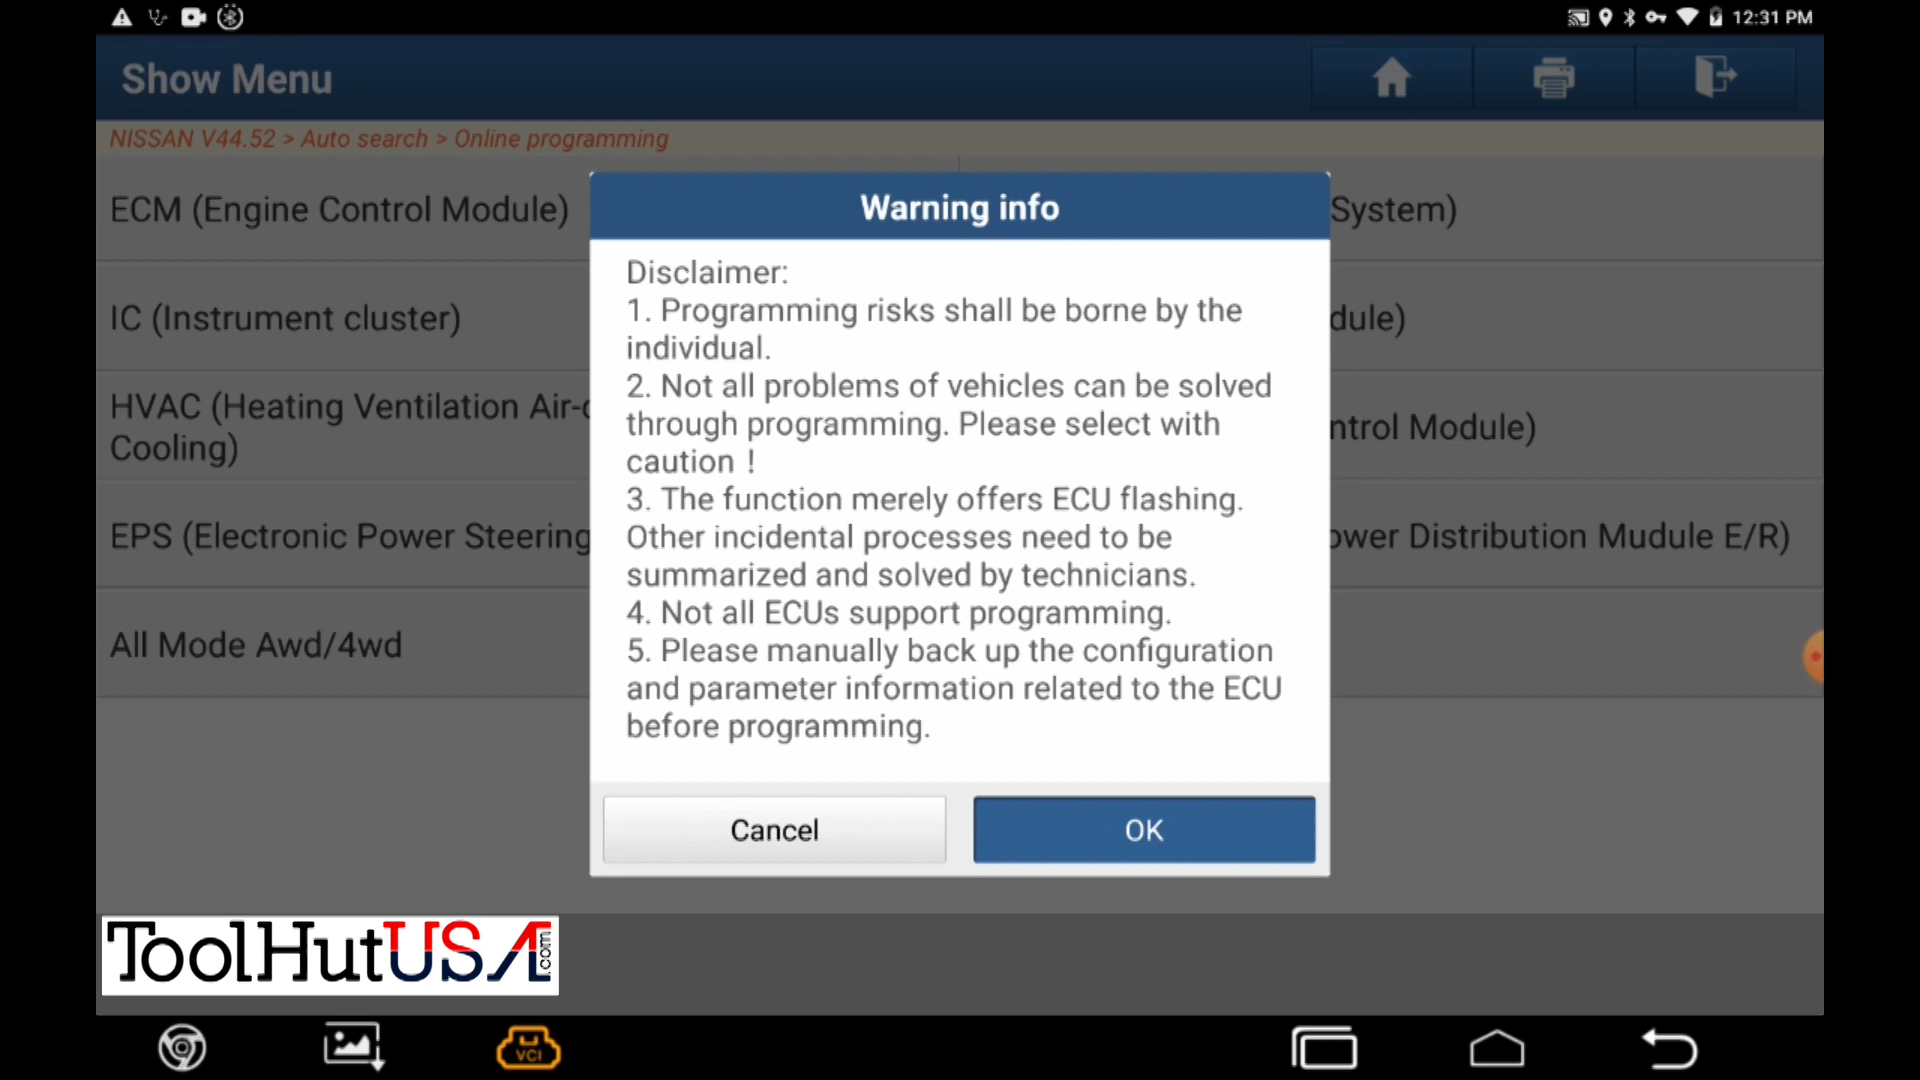 12:31 PM
Show Menu
NISSAN V44.52 > Auto search > Online programming
ECM (Engine Control Module)
System)
IC (Instrument cluster)
dule)
HVAC (Heating Ventilation Air-c
Cooling)
ntrol Module)
EPS (Electronic Power Steering
ower Distribution Mudule E/R)
All Mode Awd/4wd
Warning info
Disclaimer:
1. Programming risks shall be borne by the
individual.
2. Not all problems of vehicles can be solved
through programming. Please select with
caution !
3. The function merely offers ECU flashing.
Other incidental processes need to be
summarized and solved by technicians.
4. Not all ECUs support programming.
5. Please manually back up the configuration
and parameter information related to the ECU
before programming.
Cancel
OK
ToolHutUSA.com
VCI